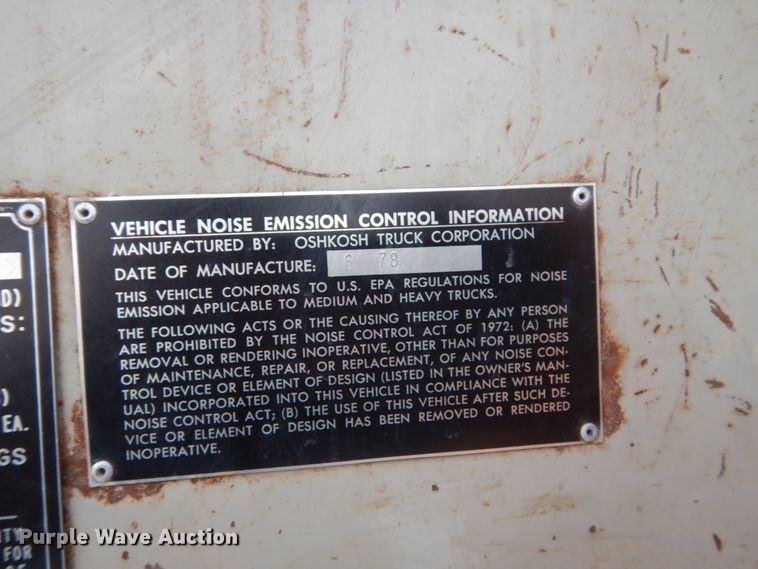 VEHICLE NOISE EMISSION CONTROL INFORMATION
MANUFACTURED BY: OSHKOSH TRUCK CORPORATION
DATE OF MANUFACTURE: 6 78
THIS VEHICLE CONFORMS TO U.S. EPA REGULATIONS FOR NOISE
EMISSION APPLICABLE TO MEDIUM AND HEAVY TRUCKS.
THE FOLLOWING ACTS OR THE CAUSING THEREOF BY ANY PERSON
ARE PROHIBITED BY THE NOISE CONTROL ACT OF 1972: (A) THE
REMOVAL OR RENDERING INOPERATIVE, OTHER THAN FOR PURPOSES
OF MAINTENANCE, REPAIR, OR REPLACEMENT, OF ANY NOISE CON-
TROL DEVICE OR ELEMENT OF DESIGN (LISTED IN THE OWNER'S MAN-
UAL) INCORPORATED INTO THIS VEHICLE IN COMPLIANCE WITH THE
NOISE CONTROL ACT; (B) THE USE OF THIS VEHICLE AFTER SUCH DE-
VICE OR ELEMENT OF DESIGN HAS BEEN REMOVED OR RENDERED
INOPERATIVE.
D)
S:
)
EA.
GS
ITY
FOR
Purple Wave Auction